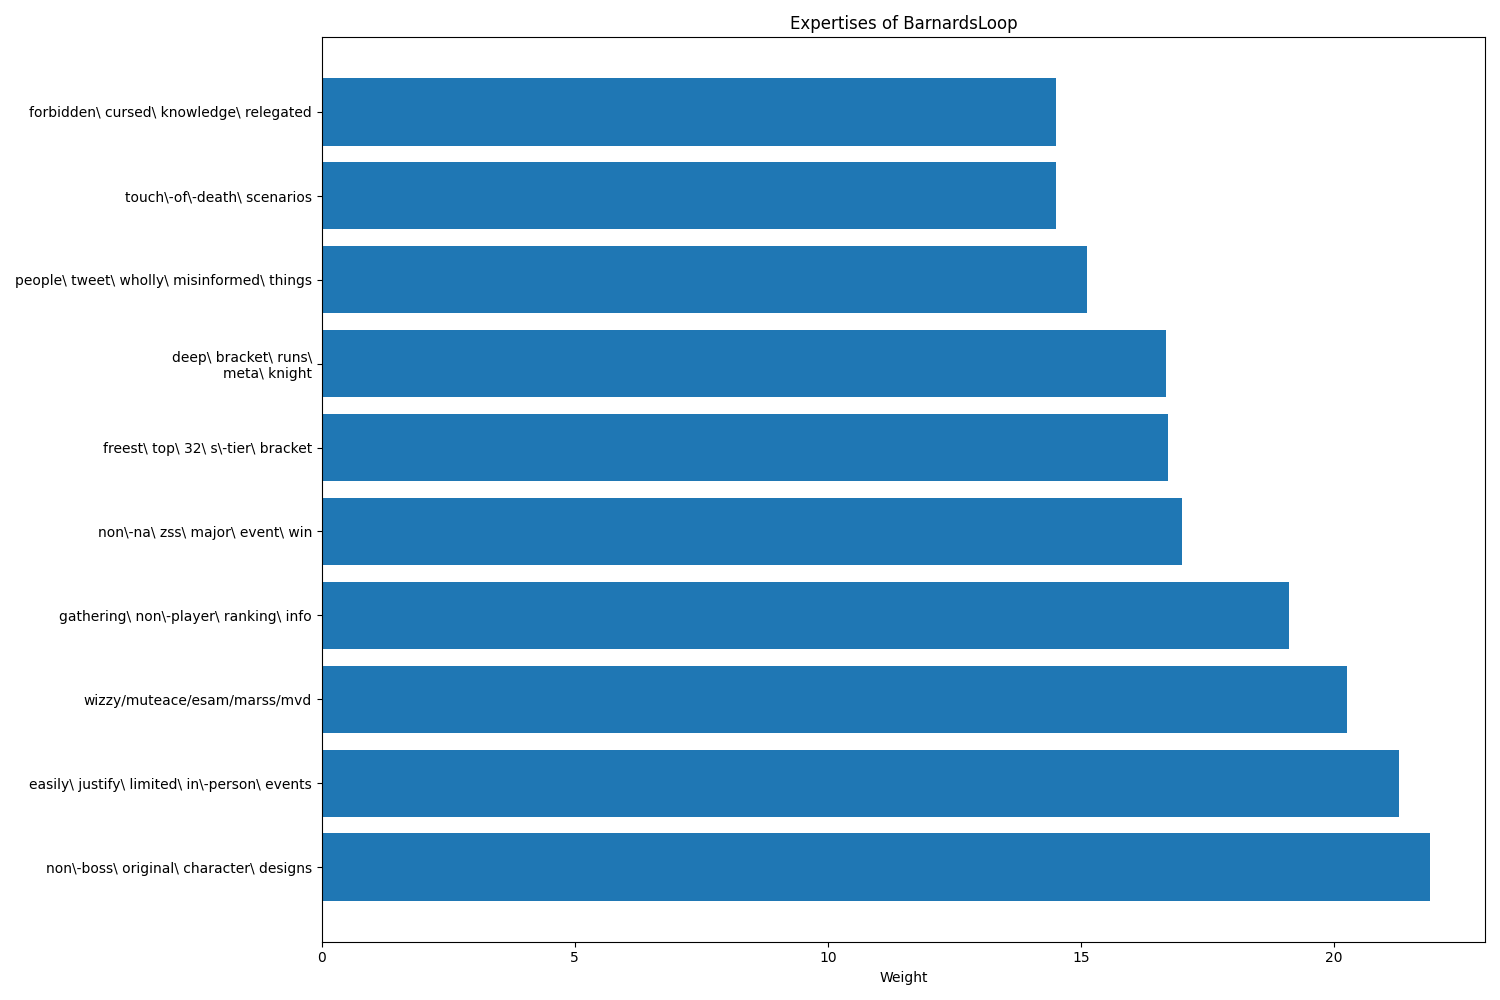 Expertises of BarnardsLoop
forbidden\ cursed\ knowledge\ relegated
touch\-of\-death\ scenarios
people\ tweet\ wholly\ misinformed\ things
deep\ bracket\ runs\
meta\ knight
freest\ top\ 32\ s\-tier\ bracket
non\-na\ zss\ major\ event\ win
gathering\ non\-player\ ranking\ info
wizzy/muteace/esam/marss/mvd
easily\ justify\ limited\ in\-person\ events
non\-boss\ original\ character\ designs
0 5 10 15 20
Weight